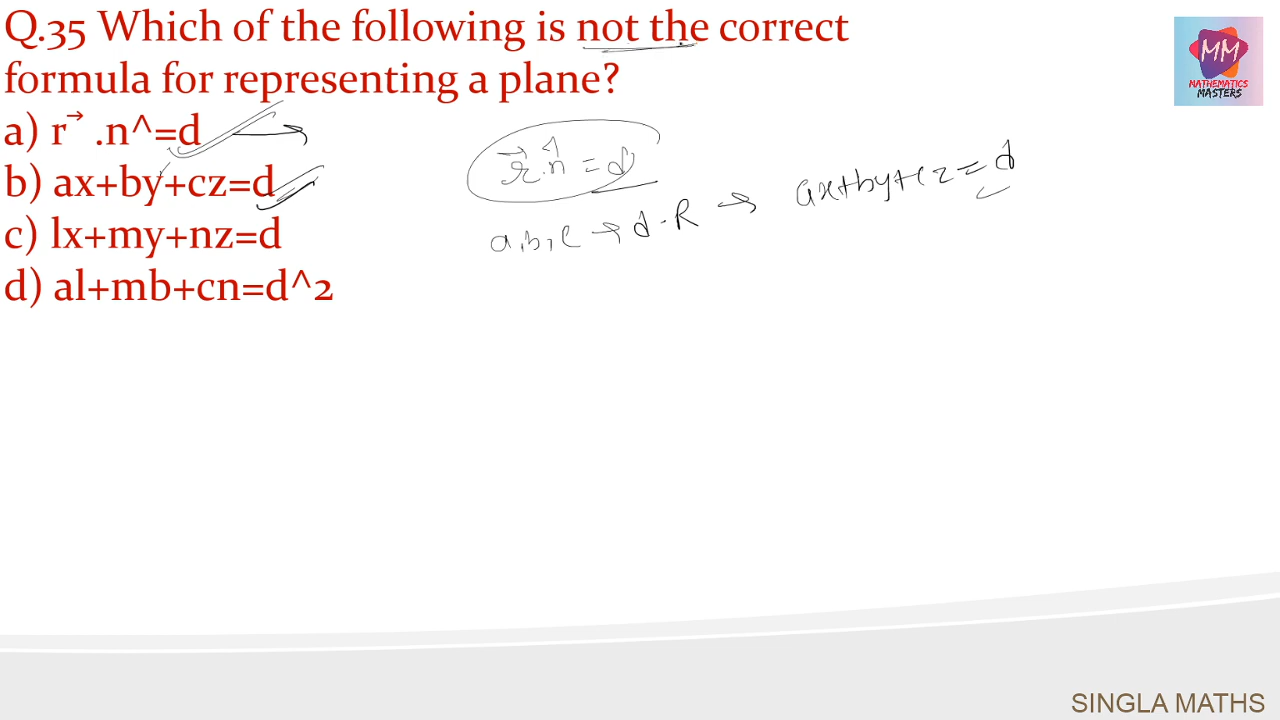 Q.35 Which of the following is not the correct
formula for representing a plane?
a) r⃗ .n^=d
b) ax+by+cz=d
c) lx+my+nz=d
d) al+mb+cn=d^2
r⃗.n̂ = d
a,b,c → d.R → ax+by+cz=d
MM
MATHEMATICS
MASTERS
SINGLA MATHS